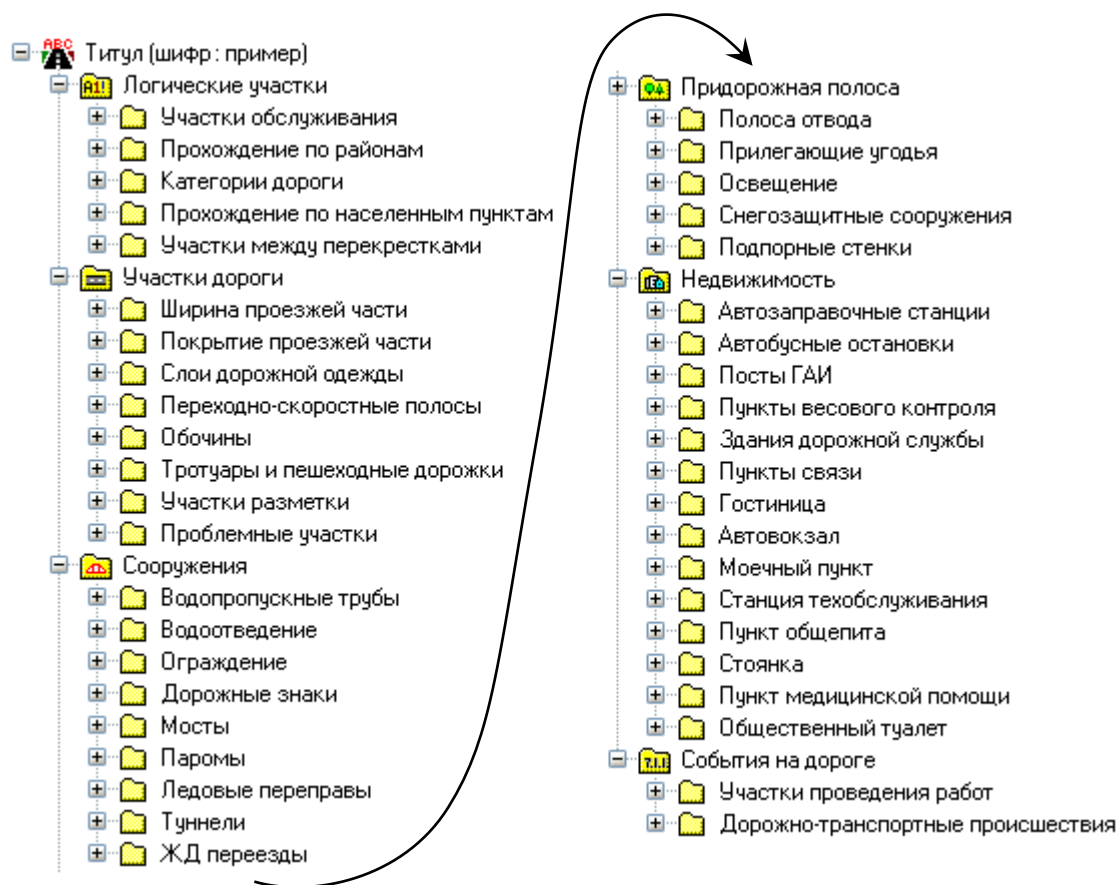 Титул (шифр: пример)
Логические участки
Участки обслуживания
Прохождение по районам
Категории дороги
Прохождение по населенным пунктам
Участки между перекрестками
Участки дороги
Ширина проезжей части
Покрытие проезжей части
Слои дорожной одежды
Переходно-скоростные полосы
Обочины
Тротуары и пешеходные дорожки
Участки разметки
Проблемные участки
Сооружения
Водопропускные трубы
Водоотведение
Ограждение
Дорожные знаки
Мосты
Паромы
Ледовые переправы
Туннели
ЖД переезды
Придорожная полоса
Полоса отвода
Прилегающие угодья
Освещение
Снегозащитные сооружения
Подпорные стенки
Недвижимость
Автозаправочные станции
Автобусные остановки
Посты ГАИ
Пункты весового контроля
Здания дорожной службы
Пункты связи
Гостиница
Автовокзал
Моечный пункт
Станция техобслуживания
Пункт общепита
Стоянка
Пункт медицинской помощи
Общественный туалет
События на дороге
Участки проведения работ
Дорожно-транспортные происшествия